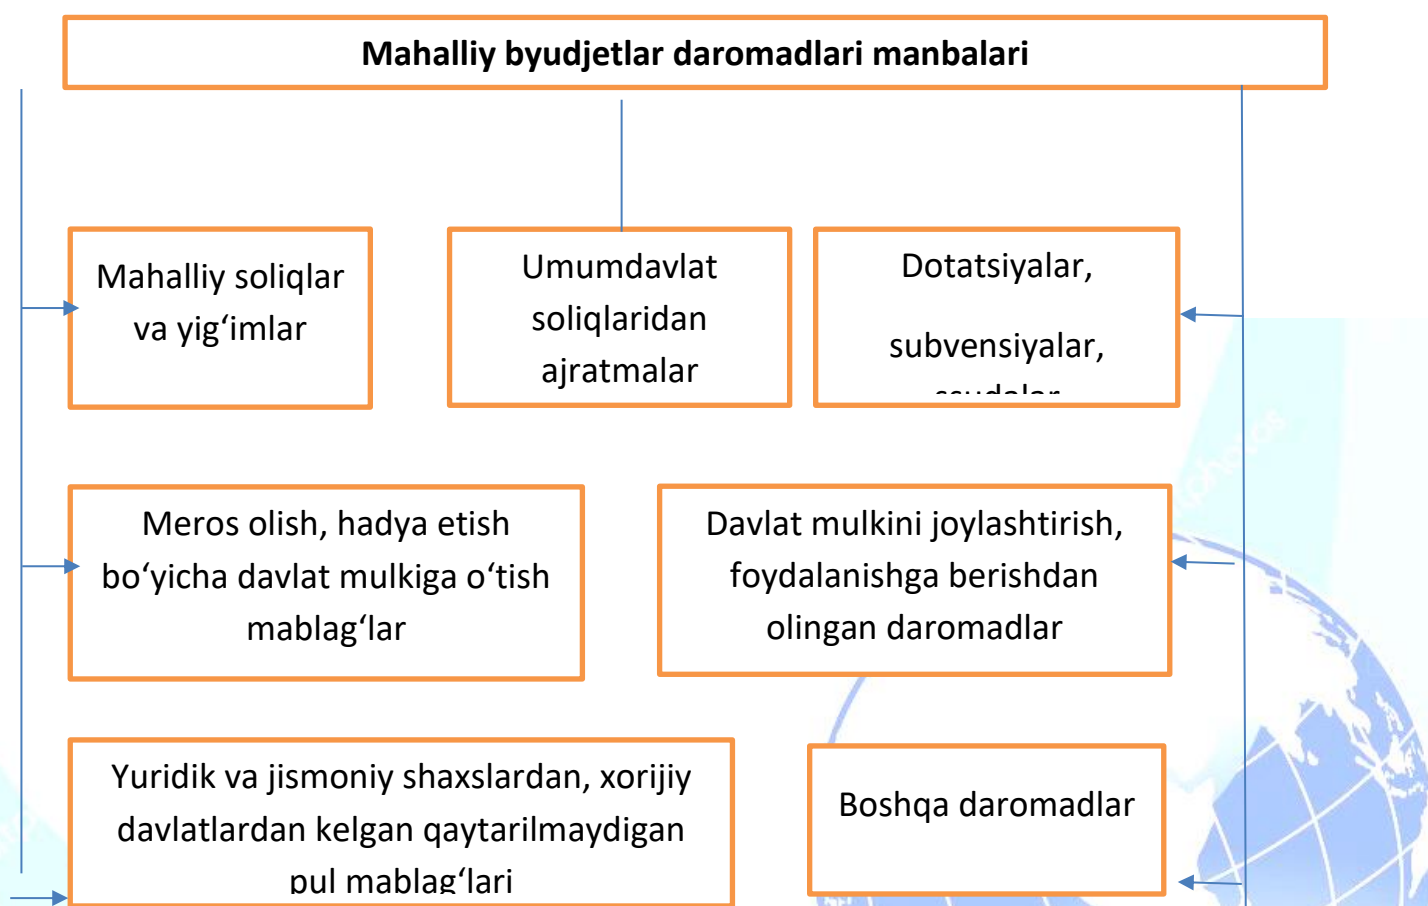 Mahalliy byudjetlar daromadlari manbalari
Mahalliy soliqlar
va yig‘imlar
Umumdavlat
soliqlaridan
ajratmalar
Dotatsiyalar,
subvensiyalar,
ssudalar
Meros olish, hadya etish
bo‘yicha davlat mulkiga o‘tish
mablag‘lar
Davlat mulkini joylashtirish,
foydalanishga berishdan
olingan daromadlar
Yuridik va jismoniy shaxslardan, xorijiy
davlatlardan kelgan qaytarilmaydigan
pul mablag‘lari
Boshqa daromadlar